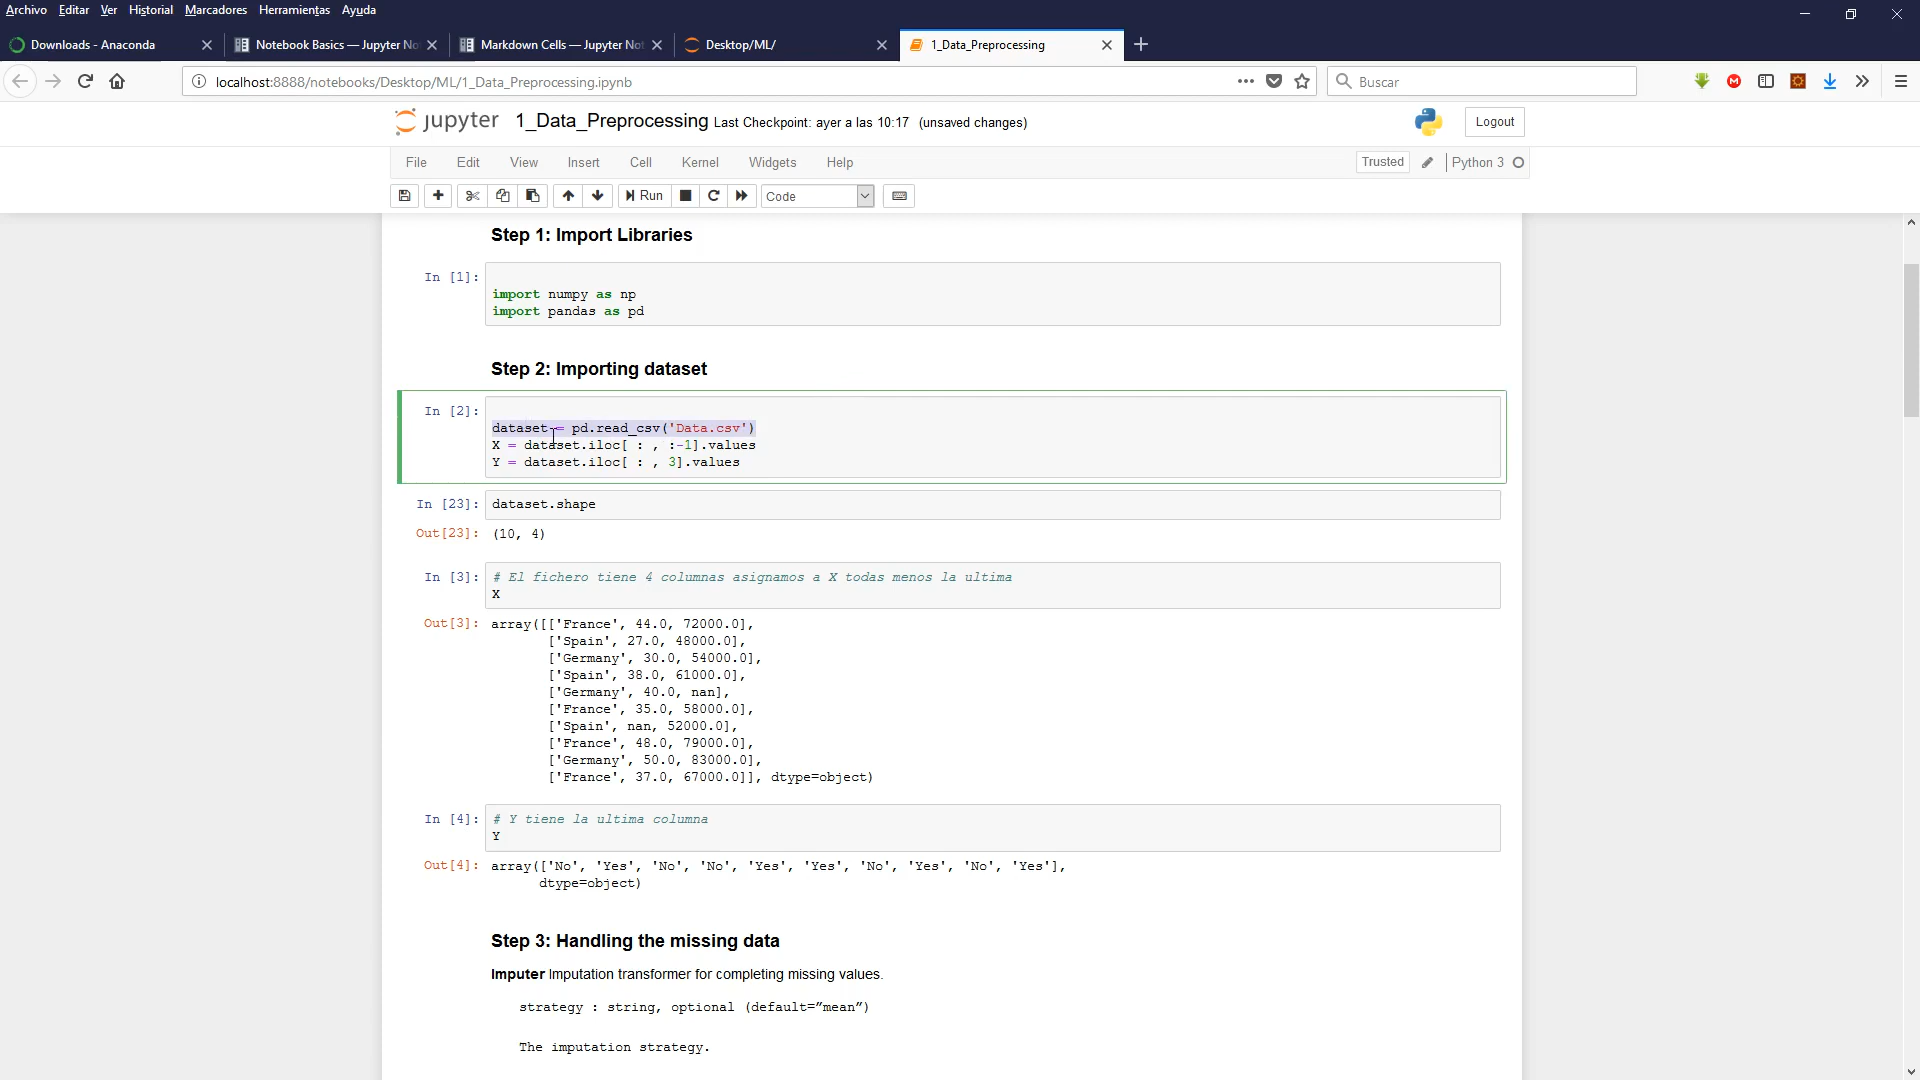 Archivo Editar Ver Historial Marcadores Herramientas Ayuda
Downloads - Anaconda
Notebook Basics — Jupyter No
Markdown Cells — Jupyter Not
Desktop/ML/
1_Data_Preprocessing
localhost:8888/notebooks/Desktop/ML/1_Data_Preprocessing.ipynb
Buscar
jupyter 1_Data_Preprocessing Last Checkpoint: ayer a las 10:17 (unsaved changes)
Logout
File Edit View Insert Cell Kernel Widgets Help
Trusted
Python 3
Run
Code
Step 1: Import Libraries
In [1]:
import numpy as np
import pandas as pd
Step 2: Importing dataset
In [2]:
dataset = pd.read_csv('Data.csv')
X = dataset.iloc[ : , :-1].values
Y = dataset.iloc[ : , 3].values
In [23]: dataset.shape
Out[23]: (10, 4)
In [3]: # El fichero tiene 4 columnas asignamos a X todas menos la ultima
X
Out[3]: array([['France', 44.0, 72000.0],
['Spain', 27.0, 48000.0],
['Germany', 30.0, 54000.0],
['Spain', 38.0, 61000.0],
['Germany', 40.0, nan],
['France', 35.0, 58000.0],
['Spain', nan, 52000.0],
['France', 48.0, 79000.0],
['Germany', 50.0, 83000.0],
['France', 37.0, 67000.0]], dtype=object)
In [4]: # Y tiene la ultima columna
Y
Out[4]: array(['No', 'Yes', 'No', 'No', 'Yes', 'Yes', 'No', 'Yes', 'No', 'Yes'],
dtype=object)
Step 3: Handling the missing data
Imputer Imputation transformer for completing missing values.
strategy : string, optional (default=”mean”)
The imputation strategy.